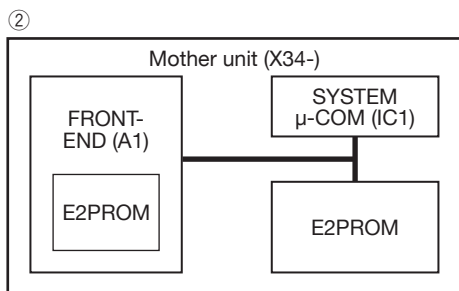 ②
Mother unit (X34-)
FRONT-
END (A1)
E2PROM
SYSTEM
μ-COM (IC1)
E2PROM